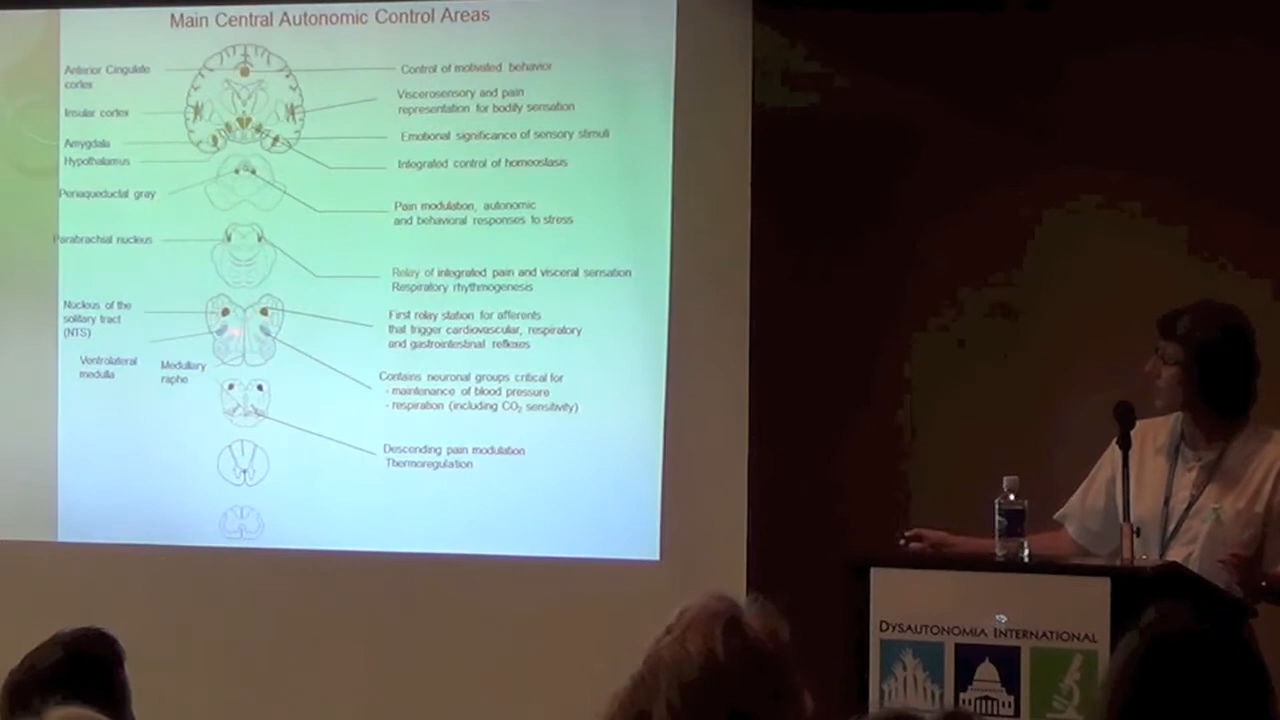 Main Central Autonomic Control Areas
Anterior Cingulate
cortex
Control of motivated behavior
Viscerosensory and pain
representation for bodily sensation
Insular cortex
Amygdala
Emotional significance of sensory stimuli
Hypothalamus
Integrated control of homeostasis
Periaqueductal gray
Pain modulation, autonomic
and behavioral responses to stress
Parabrachial nucleus
Relay of integrated pain and visceral sensation
Respiratory rhythmogenesis
Nucleus of the
solitary tract
(NTS)
First relay station for afferents
that trigger cardiovascular, respiratory
and gastrointestinal reflexes
Ventrolateral
medulla
Medullary
raphe
Contains neuronal groups critical for
- maintenance of blood pressure
- respiration (including CO₂ sensitivity)
Descending pain modulation
Thermoregulation
DYSAUTONOMIA INTERNATIONAL